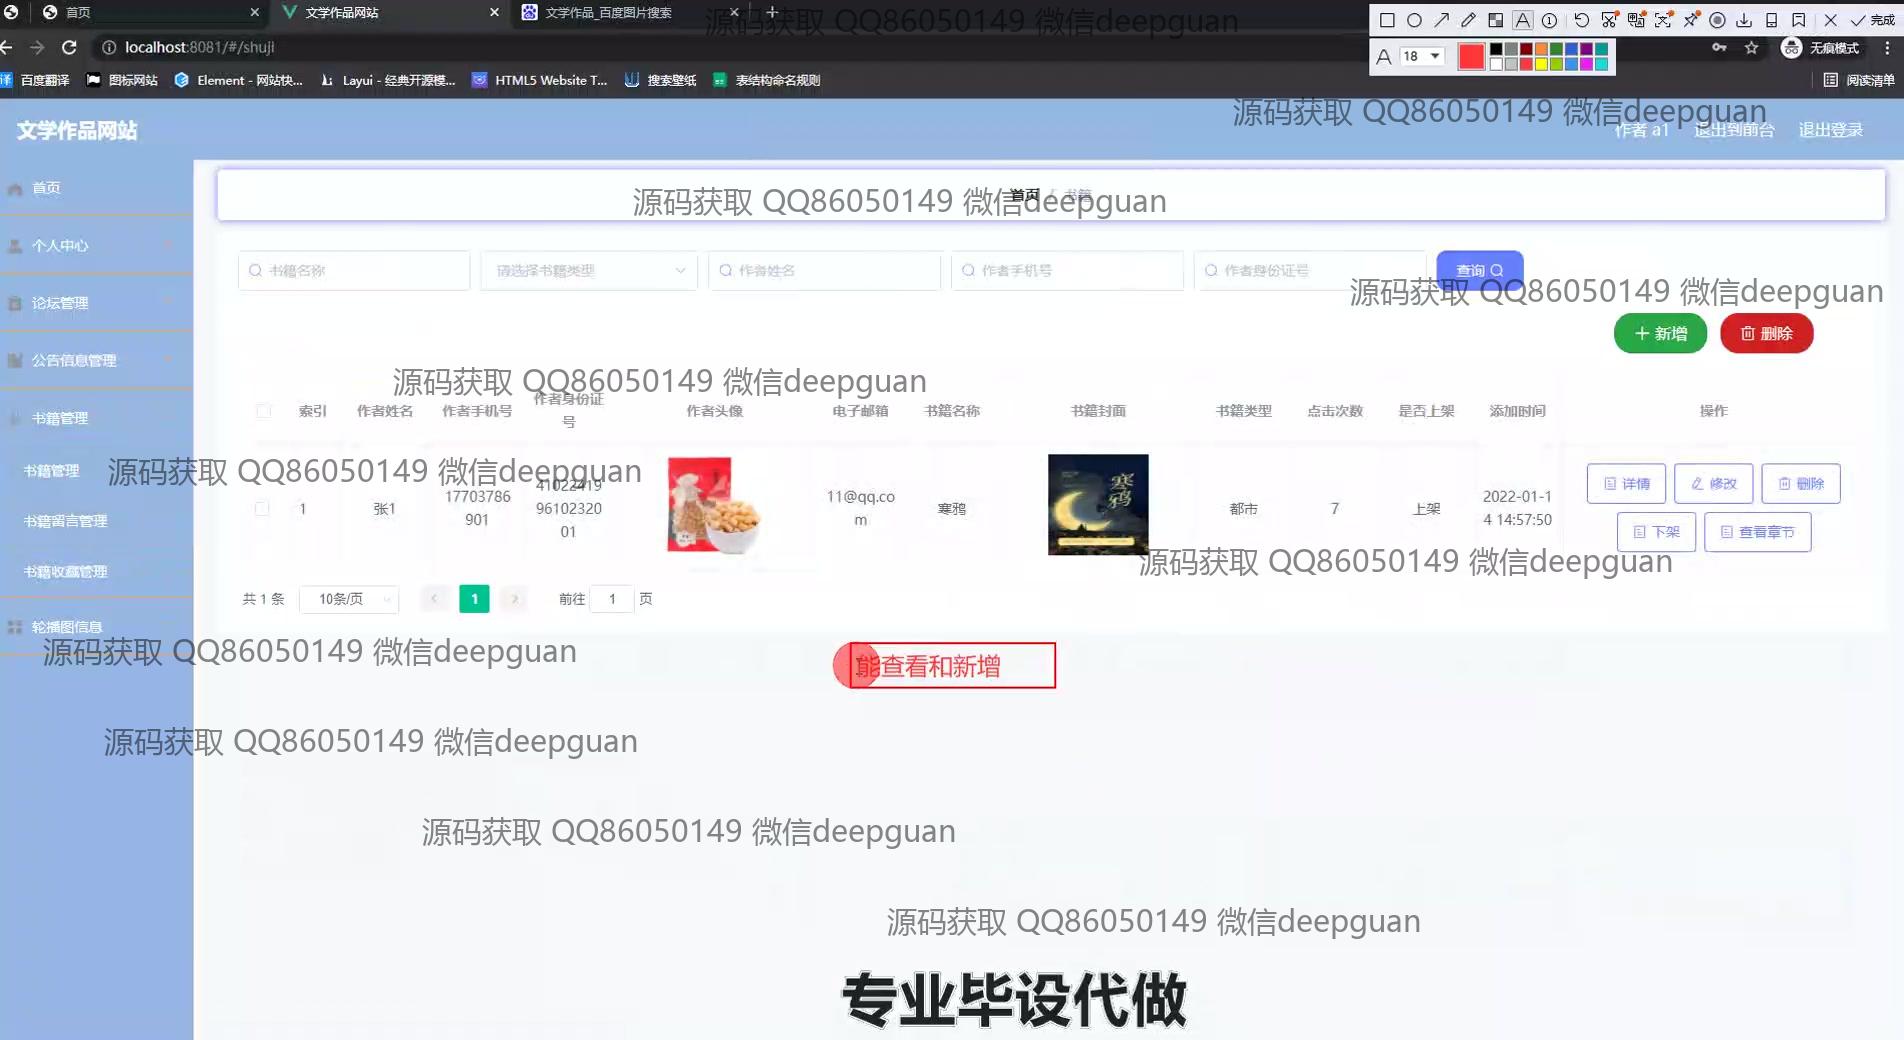 首页
文学作品网站
文学作品_百度图片搜索
源码获取 QQ86050149 微信deepguan
完成
localhost:8081/#/shuji
A 18
无痕模式
百度翻译
图标网站
Element - 网站快...
Layui - 经典开源模...
HTML5 Website T...
搜索壁纸
表结构命名规则
阅读清单
文学作品网站
源码获取 QQ86050149 微信deepguan
作者 a1
退出到前台
退出登录
首页
个人中心
论坛管理
公告信息管理
书籍管理
书籍管理
书籍留言管理
书籍收藏管理
轮播图信息
首页 / 书籍
源码获取 QQ86050149 微信deepguan
书籍名称
请选择书籍类型
作者姓名
作者手机号
作者身份证号
查询
源码获取 QQ86050149 微信deepguan
新增
删除
源码获取 QQ86050149 微信deepguan
索引
作者姓名
作者手机号
作者身份证
号
作者头像
电子邮箱
书籍名称
书籍封面
书籍类型
点击次数
是否上架
添加时间
操作
源码获取 QQ86050149 微信deepguan
1
张1
17703786
901
41022419
96102320
01
11@qq.co
m
寒鸦
寒鸦
都市
7
上架
2022-01-1
4 14:57:50
详情
修改
删除
下架
查看章节
源码获取 QQ86050149 微信deepguan
共 1 条
10条/页
1
前往 1 页
源码获取 QQ86050149 微信deepguan
能查看和新增
源码获取 QQ86050149 微信deepguan
源码获取 QQ86050149 微信deepguan
源码获取 QQ86050149 微信deepguan
专业毕设代做